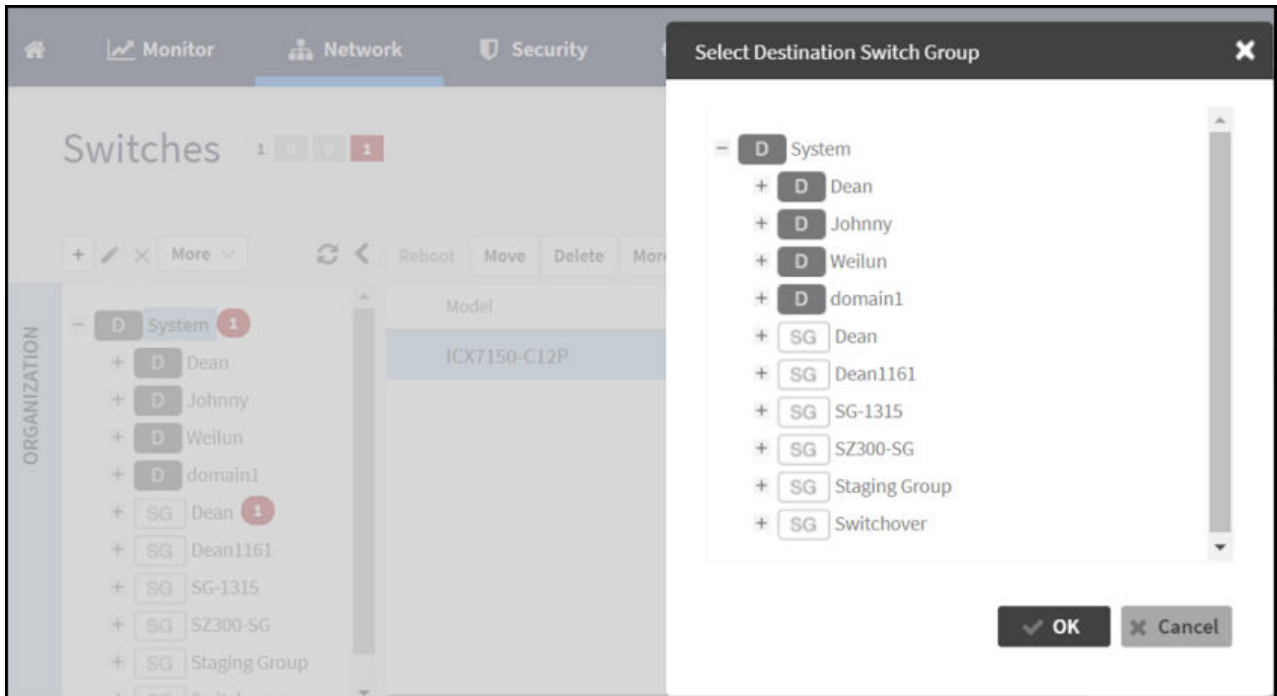 Monitor Network Security
Select Destination Switch Group
Switches 1 0 0 1
More
Reboot Move Delete
Model
ICX7150-C12P
ORGANIZATION
D System 1
D Dean
D Johnny
D Weilun
D domain1
SG Dean 1
SG Dean1161
SG SG-1315
SG SZ300-SG
SG Staging Group
D System
D Dean
D Johnny
D Weilun
D domain1
SG Dean
SG Dean1161
SG SG-1315
SG SZ300-SG
SG Staging Group
SG Switchover
OK Cancel